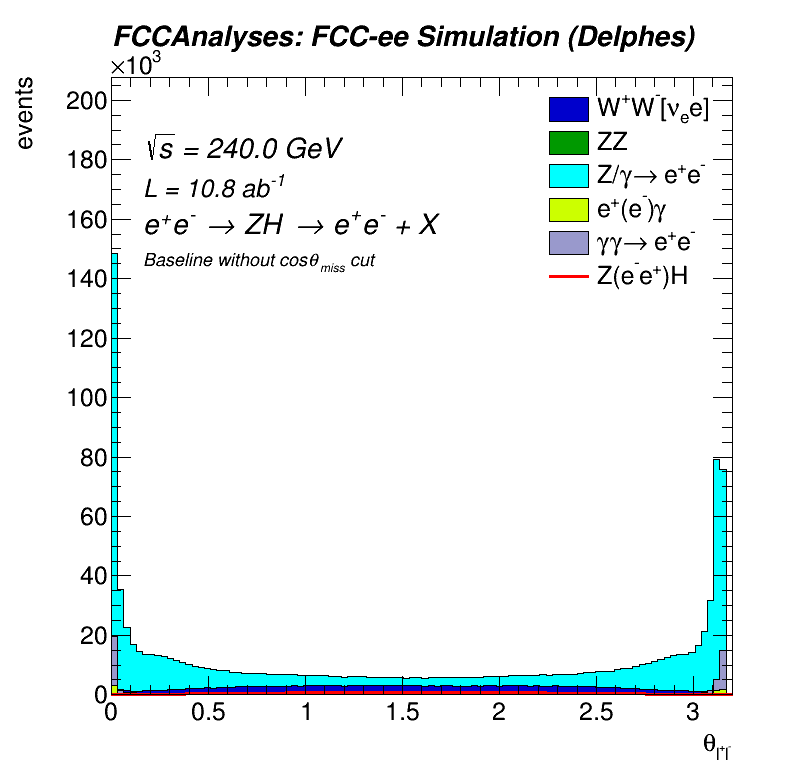 FCCAnalyses: FCC-ee Simulation (Delphes)
×10³
events
√s = 240.0 GeV
L = 10.8 ab⁻¹
e⁺e⁻ → ZH → e⁺e⁻ + X
Baseline without cosθ_miss cut
W⁺W⁻[νₑe]
ZZ
Z/γ→ e⁺e⁻
e⁺(e⁻)γ
γγ→ e⁺e⁻
Z(e⁻e⁺)H
200
180
160
140
120
100
80
60
40
20
0
0 0.5 1 1.5 2 2.5 3
θ_l⁺l⁻